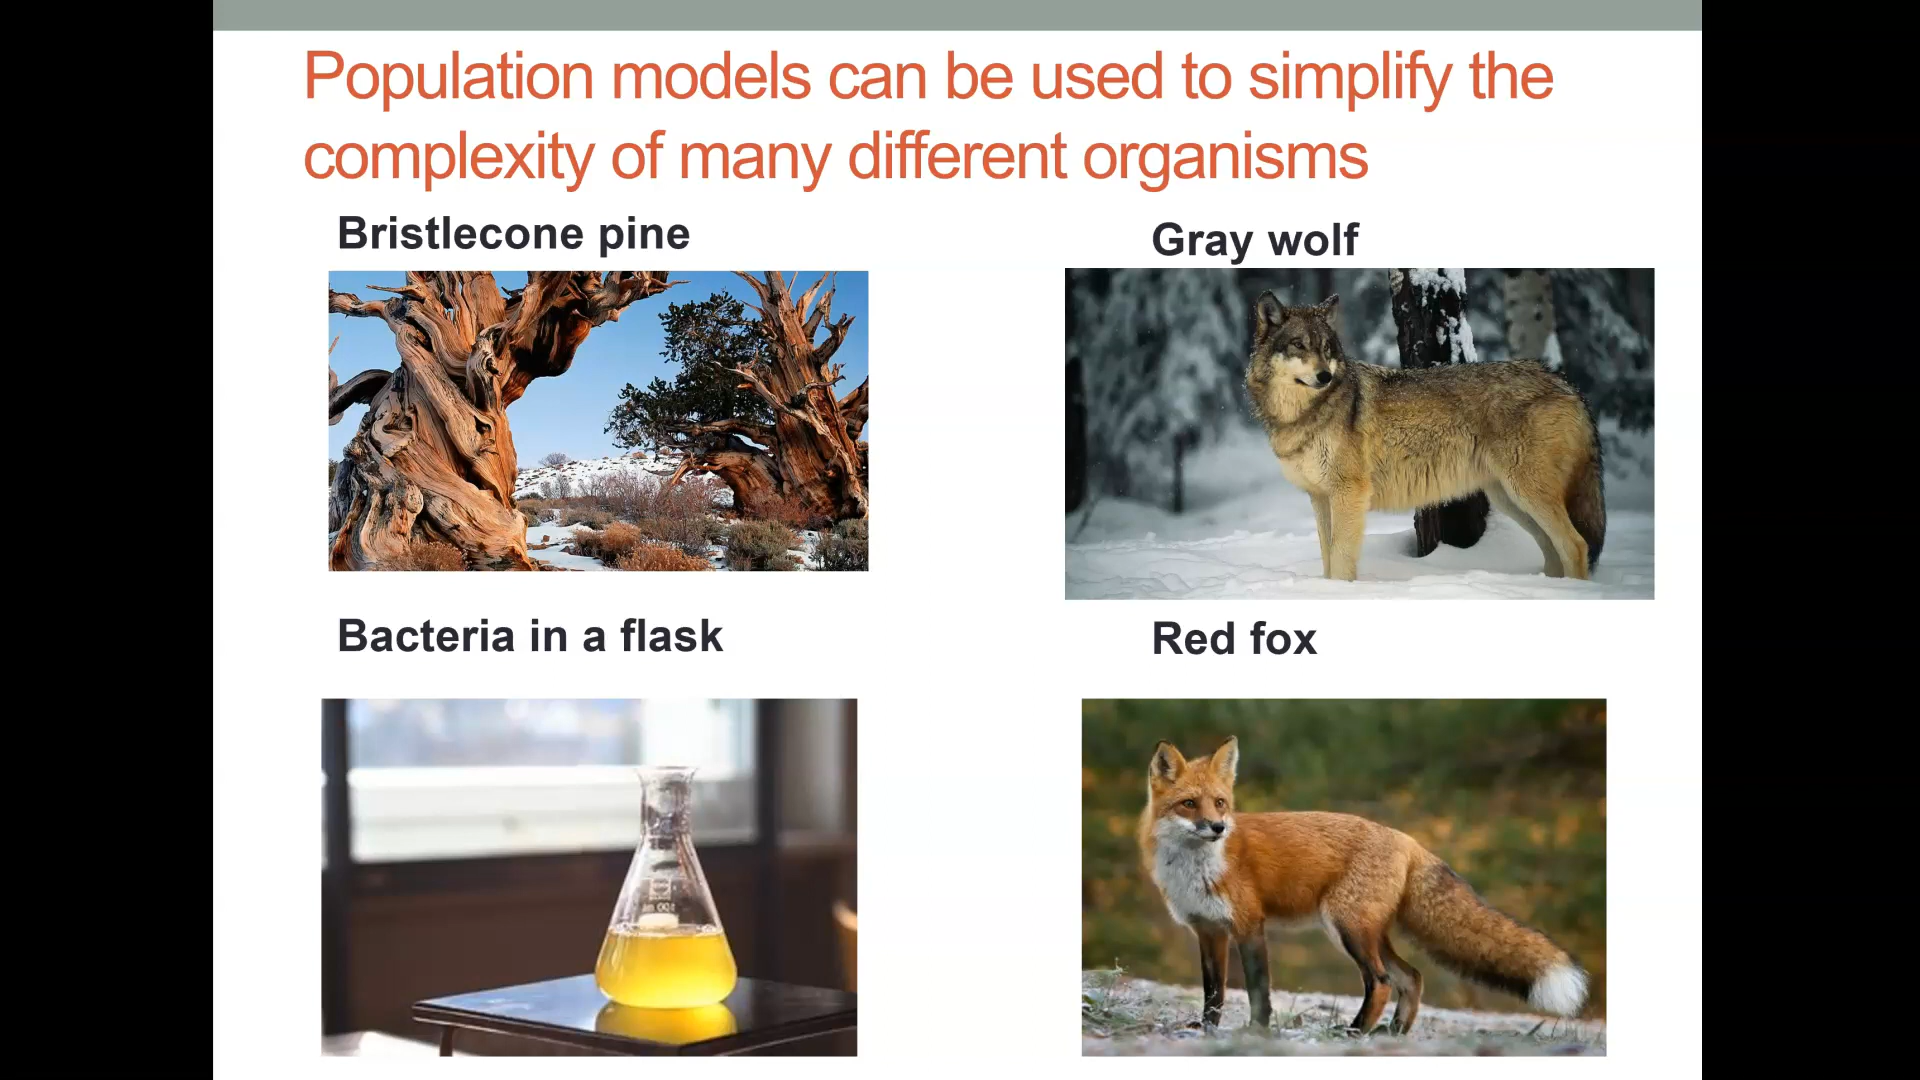 Population models can be used to simplify the
complexity of many different organisms
Bristlecone pine
Gray wolf
Bacteria in a flask
Red fox